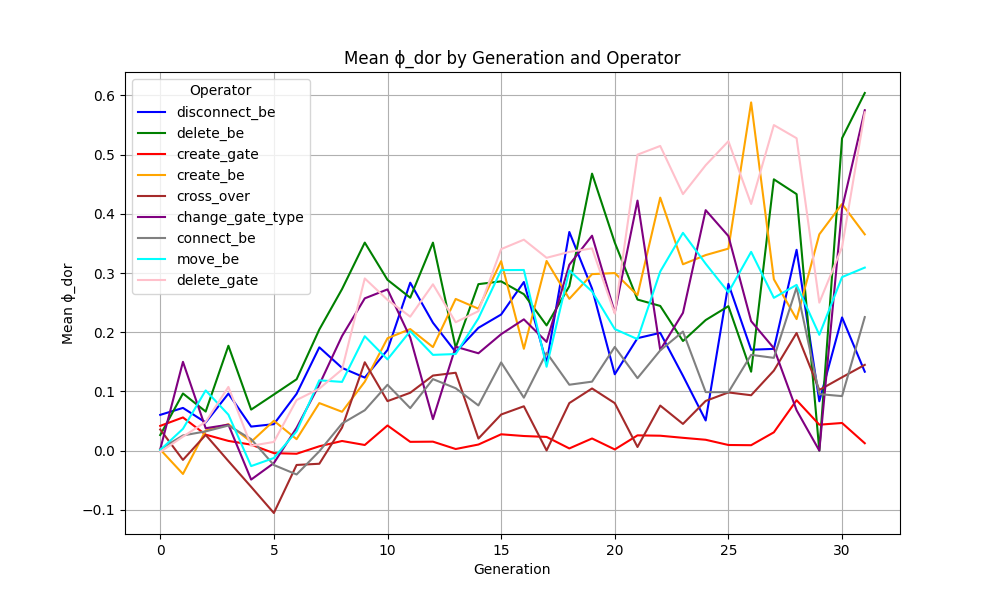 Mean ϕ_dor by Generation and Operator
Operator
disconnect_be
delete_be
create_gate
create_be
cross_over
change_gate_type
connect_be
move_be
delete_gate
Mean ϕ_dor
0.6
0.5
0.4
0.3
0.2
0.1
0.0
−0.1
0 5 10 15 20 25 30
Generation